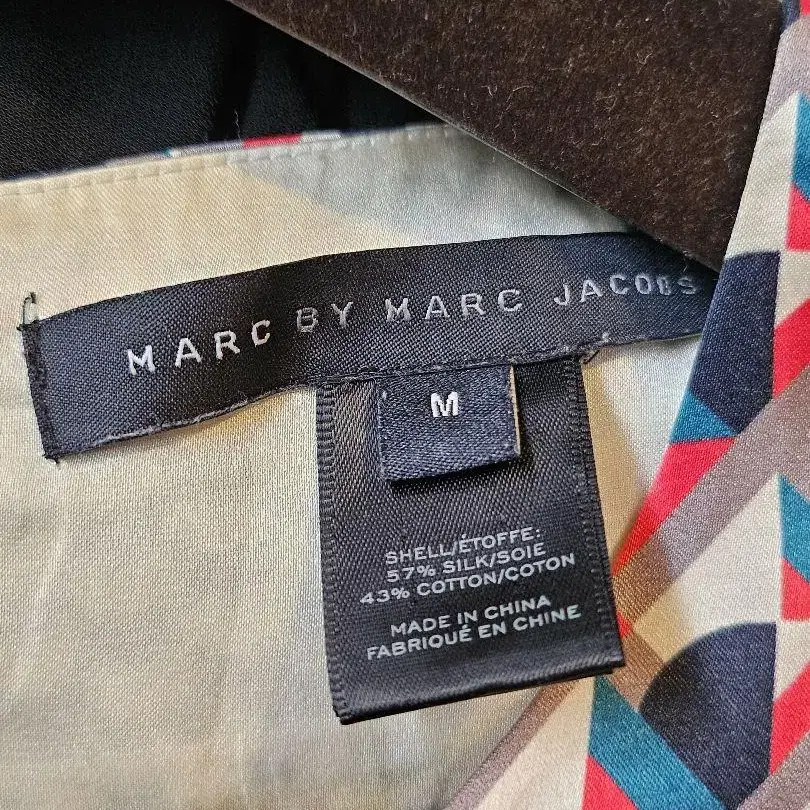 MARC BY MARC JACOBS
M
SHELL/ÉTOFFE:
57% SILK/SOIE
43% COTTON/COTON
MADE IN CHINA
FABRIQUÉ EN CHINE